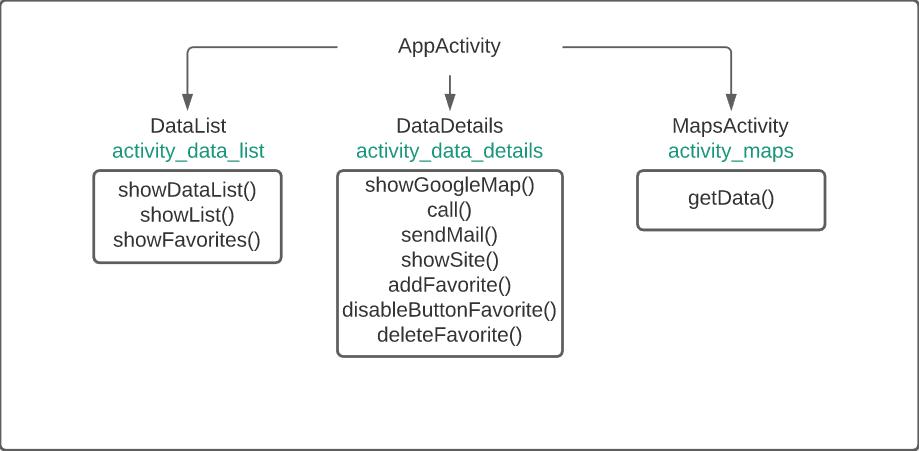 AppActivity
DataList
activity_data_list
showDataList()
showList()
showFavorites()
DataDetails
activity_data_details
showGoogleMap()
call()
sendMail()
showSite()
addFavorite()
disableButtonFavorite()
deleteFavorite()
MapsActivity
activity_maps
getData()